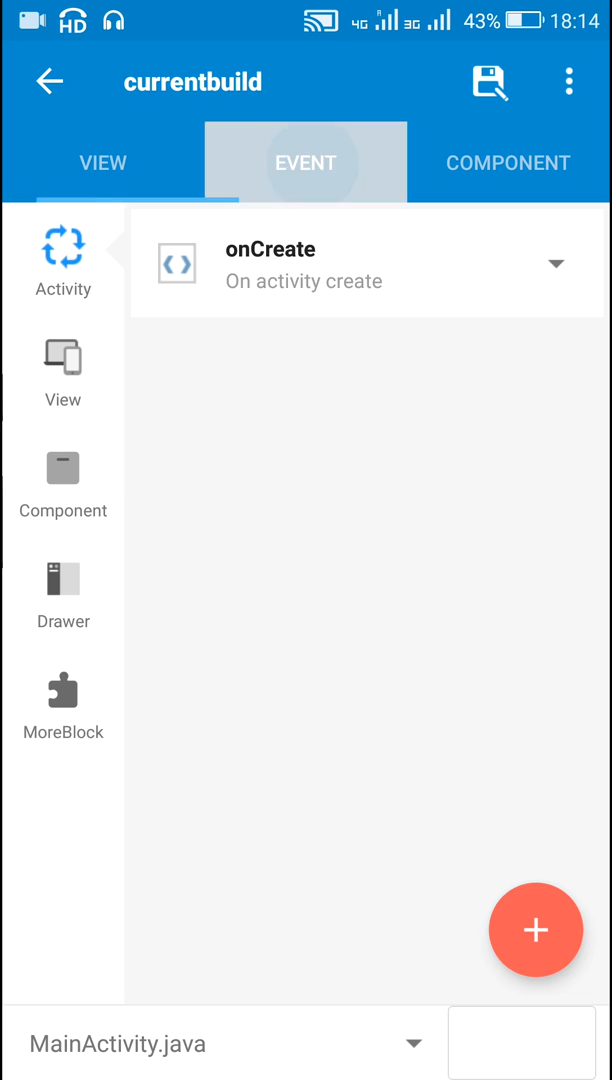 HD 4G R 3G 43% 18:14
currentbuild
VIEW EVENT COMPONENT
Activity
onCreate
On activity create
View
Component
Drawer
MoreBlock
MainActivity.java